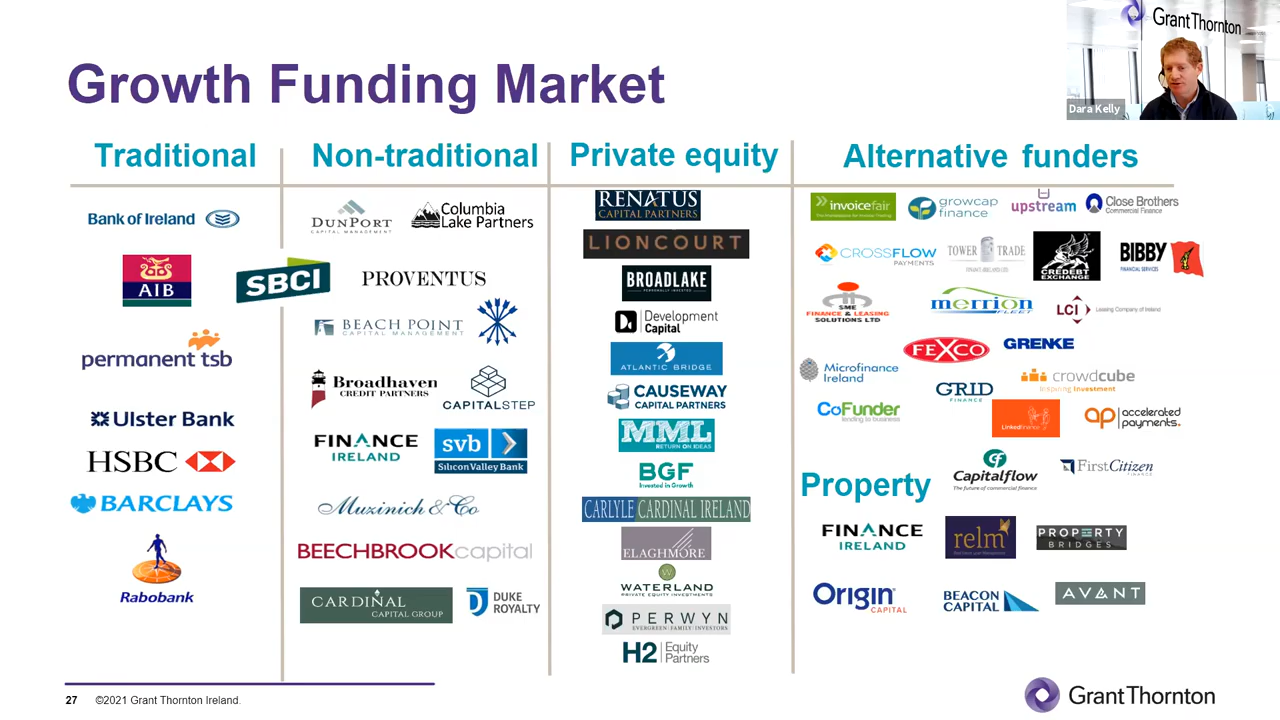 Grant Thornton
Dara Kelly
Growth Funding Market
Traditional
Non-traditional
Private equity
Alternative funders
Bank of Ireland
AIB
SBCI
permanent tsb
Ulster Bank
HSBC
BARCLAYS
Rabobank
DUNPORT
CAPITAL MANAGEMENT
Columbia
Lake Partners
PROVENTUS
BEACH POINT
CAPITAL MANAGEMENT
Broadhaven
CREDIT PARTNERS
CAPITALSTEP
FINANCE
IRELAND
svb
Silicon Valley Bank
Muzinich & Co
BEECHBROOKcapital
CARDINAL
CAPITAL GROUP
DUKE
ROYALTY
RENATUS
CAPITAL PARTNERS
LIONCOURT
BROADLAKE
PERSONALLY INVESTED
Development
Capital
ATLANTIC BRIDGE
CAUSEWAY
CAPITAL PARTNERS
MML
RETURN ON IDEAS
BGF
Invested in Growth
CARLYLE CARDINAL IRELAND
ELAGHMORE
WATERLAND
PRIVATE EQUITY INVESTMENTS
PERWYN
EVERGREEN | FAMILY | INVESTORS
H2 Equity
Partners
invoicefair
growcap
finance
upstream
Close Brothers
Commercial Finance
CROSSFLOW
PAYMENTS
TOWER TRADE
CREDEBT
EXCHANGE
BIBBY
FINANCIAL SERVICES
SME
FINANCE & LEASING
SOLUTIONS LTD
merrion
FLEET
LCI
Leasing Company of Ireland
FEXCO
GRENKE
Microfinance
Ireland
GRID
FINANCE
crowdcube
Inspiring Investment
CoFunder
lending to business
Linkedfinance
ap accelerated
payments.
Capitalflow
The future of commercial finance
First Citizen
FINANCE
Property
FINANCE
IRELAND
relm
PROPERTY
BRIDGES
Origin
CAPITAL
BEACON
CAPITAL
AVANT
27 ©2021 Grant Thornton Ireland.
Grant Thornton